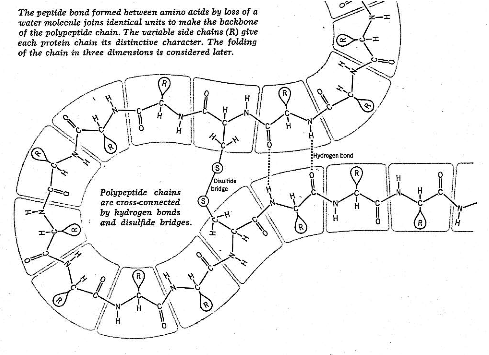 The peptide bond formed between amino acids by loss of a
water molecule joins identical units to make the backbone
of the polypeptide chain. The variable side chains (R) give
each protein chain its distinctive character. The folding
of the chain in three dimensions is considered later.
Hydrogen bond
S
Disulfide
bridge
S
Polypeptide chains
are cross-connected
by hydrogen bonds
and disulfide bridges.